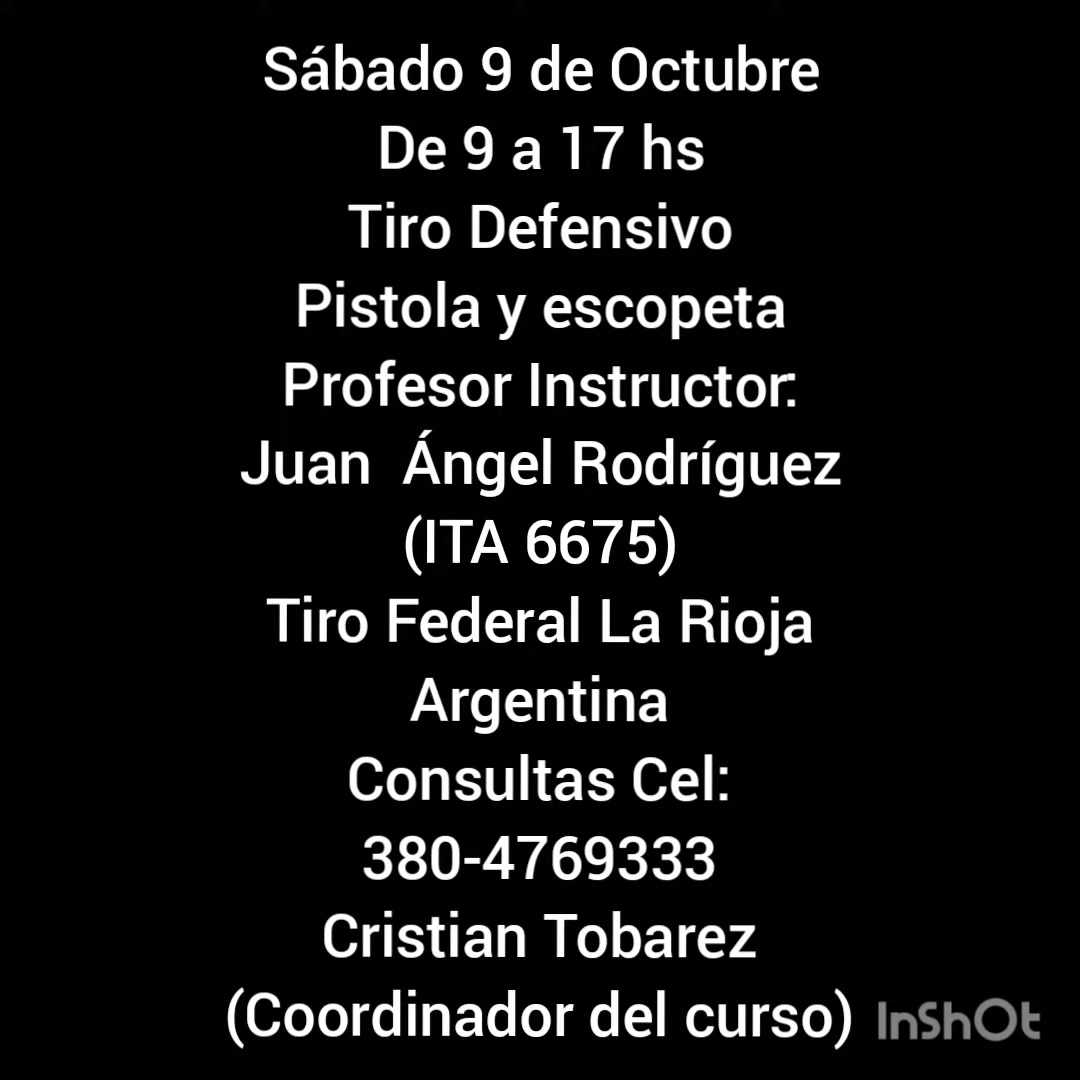 Sábado 9 de Octubre
De 9 a 17 hs
Tiro Defensivo
Pistola y escopeta
Profesor Instructor:
Juan  Ángel Rodríguez
(ITA 6675)
Tiro Federal La Rioja
Argentina
Consultas Cel:
380-4769333
Cristian Tobarez
(Coordinador del curso)
InShOt